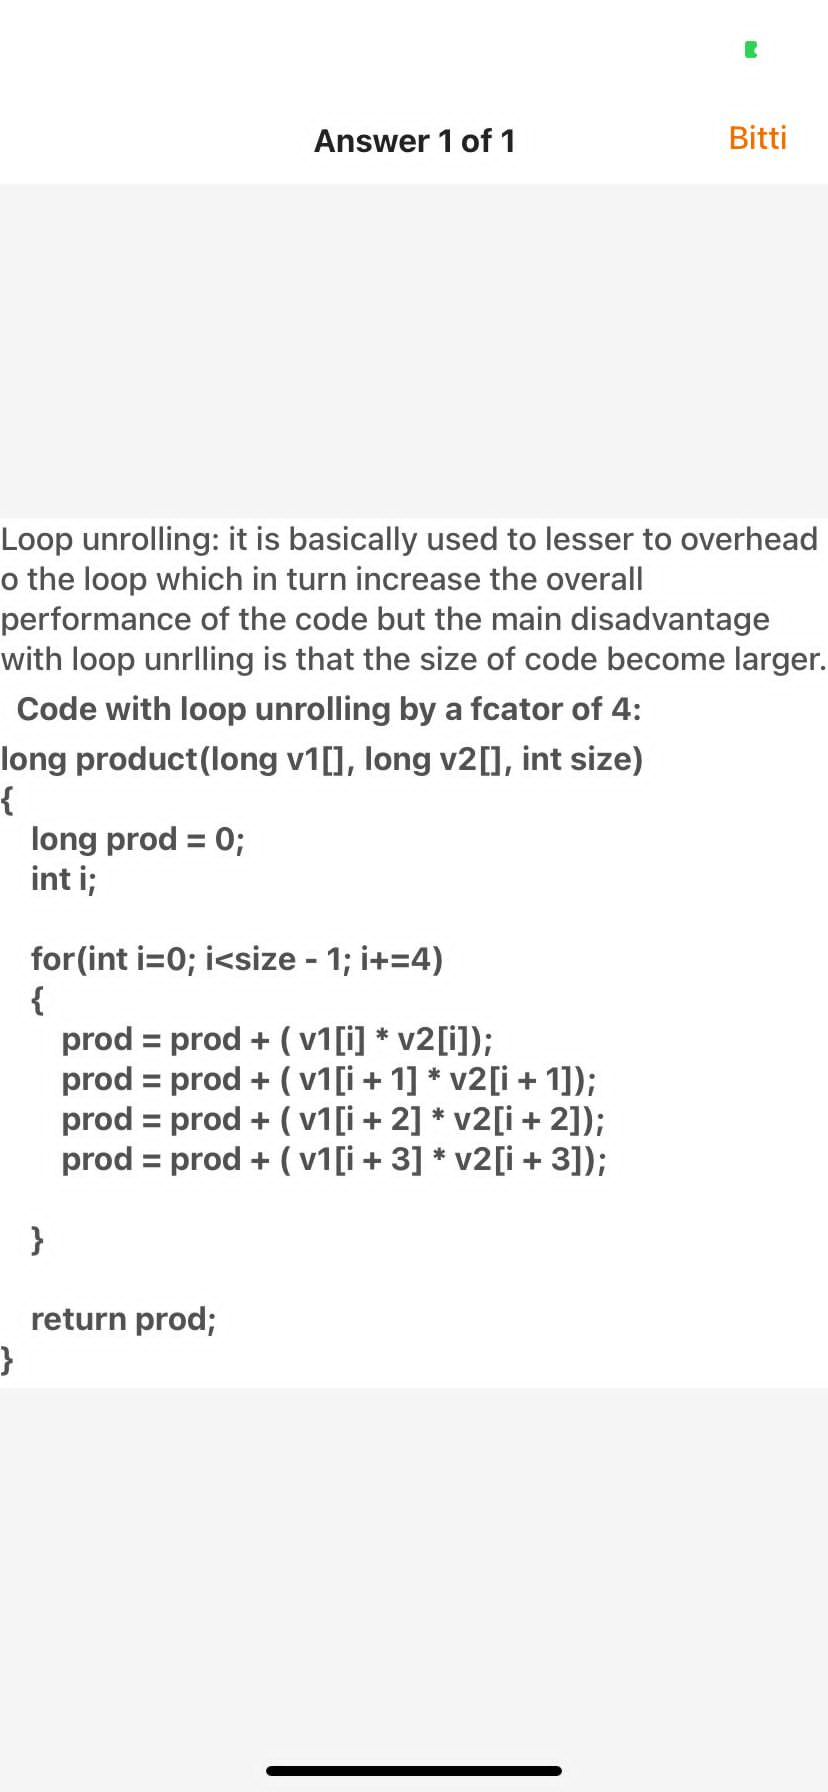 Answer 1 of 1
Bitti
Loop unrolling: it is basically used to lesser to overhead
o the loop which in turn increase the overall
performance of the code but the main disadvantage
with loop unrlling is that the size of code become larger.
Code with loop unrolling by a fcator of 4:
long product(long v1[], long v2[], int size)
{
long prod = 0;
int i;
for(int i=0; i<size - 1; i+=4)
{
prod = prod + ( v1[i] * v2[i]);
prod = prod + ( v1[i + 1] * v2[i + 1]);
prod = prod + ( v1[i + 2] * v2[i + 2]);
prod = prod + ( v1[i + 3] * v2[i + 3]);
}
return prod;
}